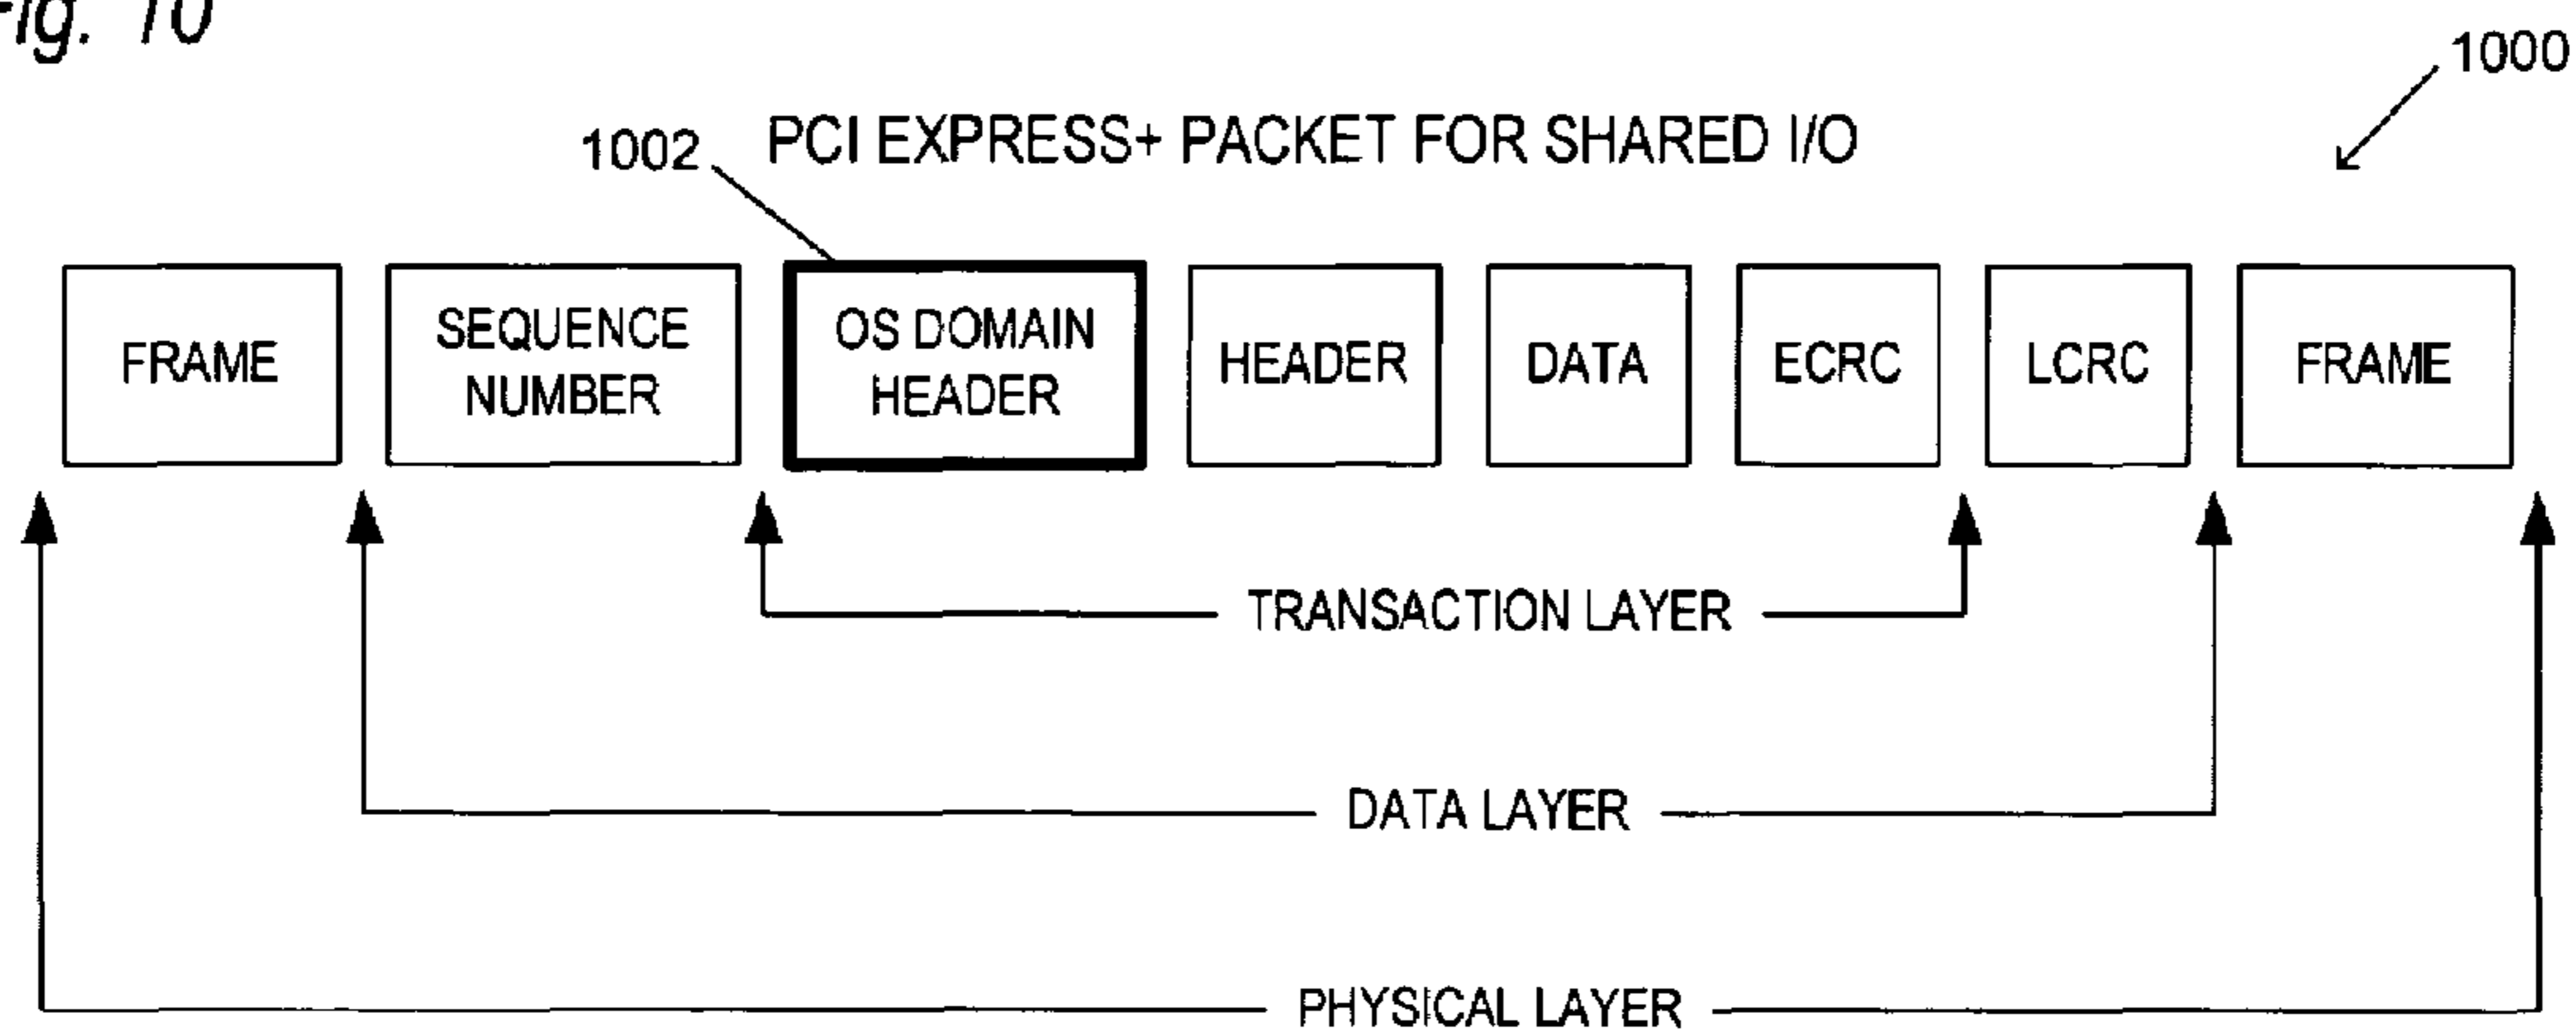 Fig. 10
1000
1002
PCI EXPRESS+ PACKET FOR SHARED I/O
FRAME
SEQUENCE
NUMBER
OS DOMAIN
HEADER
HEADER
DATA
ECRC
LCRC
FRAME
TRANSACTION LAYER
DATA LAYER
PHYSICAL LAYER